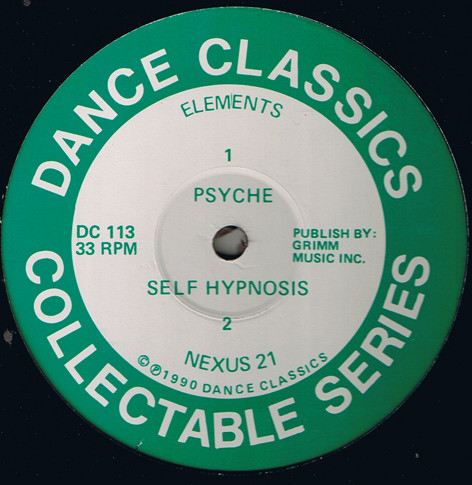 DANCE CLASSICS
ELEMENTS
1
PSYCHE
DC 113
33 RPM
PUBLISH BY:
GRIMM
MUSIC INC.
SELF HYPNOSIS
2
NEXUS 21
©℗1990 DANCE CLASSICS
COLLECTABLE SERIES